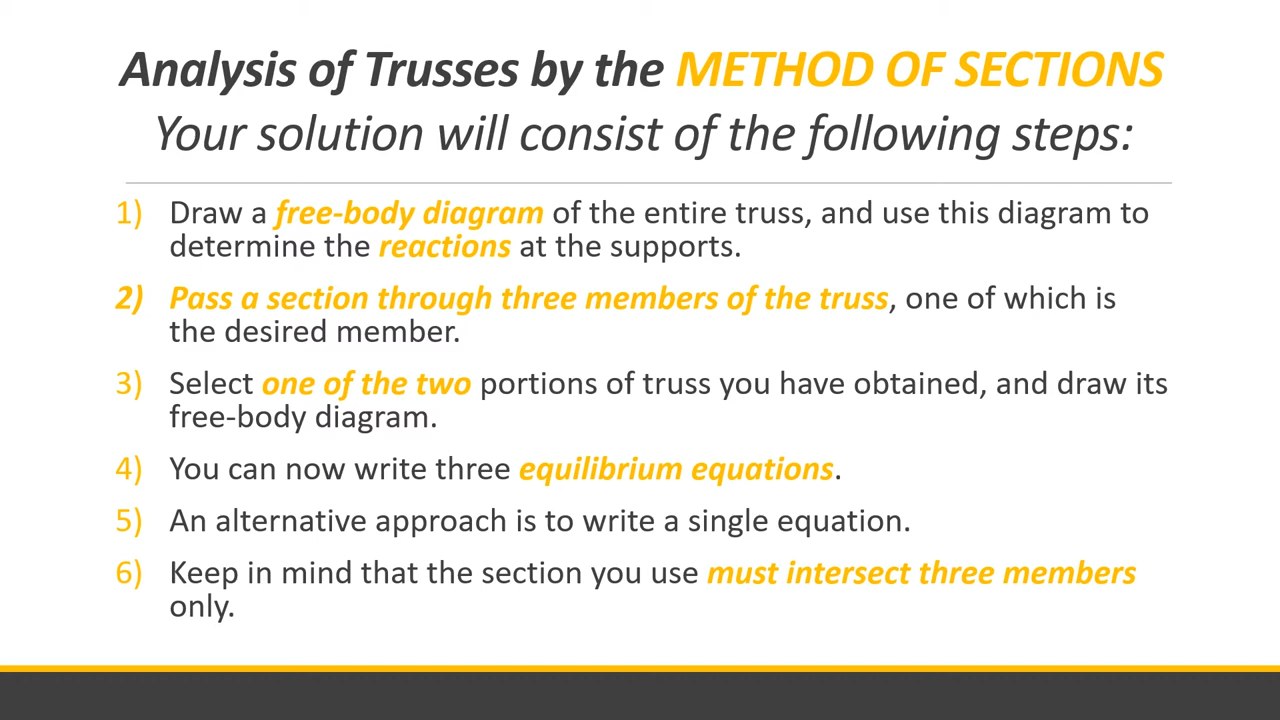 Analysis of Trusses by the METHOD OF SECTIONS
Your solution will consist of the following steps:
1) Draw a free-body diagram of the entire truss, and use this diagram to
determine the reactions at the supports.
2) Pass a section through three members of the truss, one of which is
the desired member.
3) Select one of the two portions of truss you have obtained, and draw its
free-body diagram.
4) You can now write three equilibrium equations.
5) An alternative approach is to write a single equation.
6) Keep in mind that the section you use must intersect three members
only.